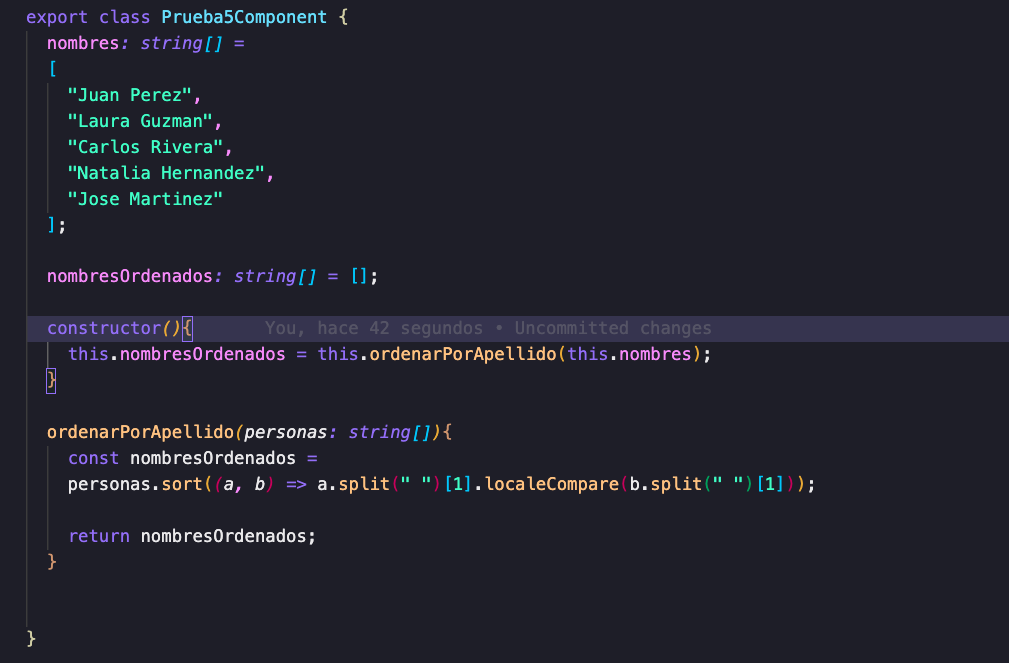 export class Prueba5Component {
nombres: string[] =
[
"Juan Perez",
"Laura Guzman",
"Carlos Rivera",
"Natalia Hernandez",
"Jose Martinez"
];
nombresOrdenados: string[] = [];
constructor(){ You, hace 42 segundos • Uncommitted changes
this.nombresOrdenados = this.ordenarPorApellido(this.nombres);
}
ordenarPorApellido(personas: string[]){
const nombresOrdenados =
personas.sort((a, b) => a.split(" ")[1].localeCompare(b.split(" ")[1]));
return nombresOrdenados;
}
}